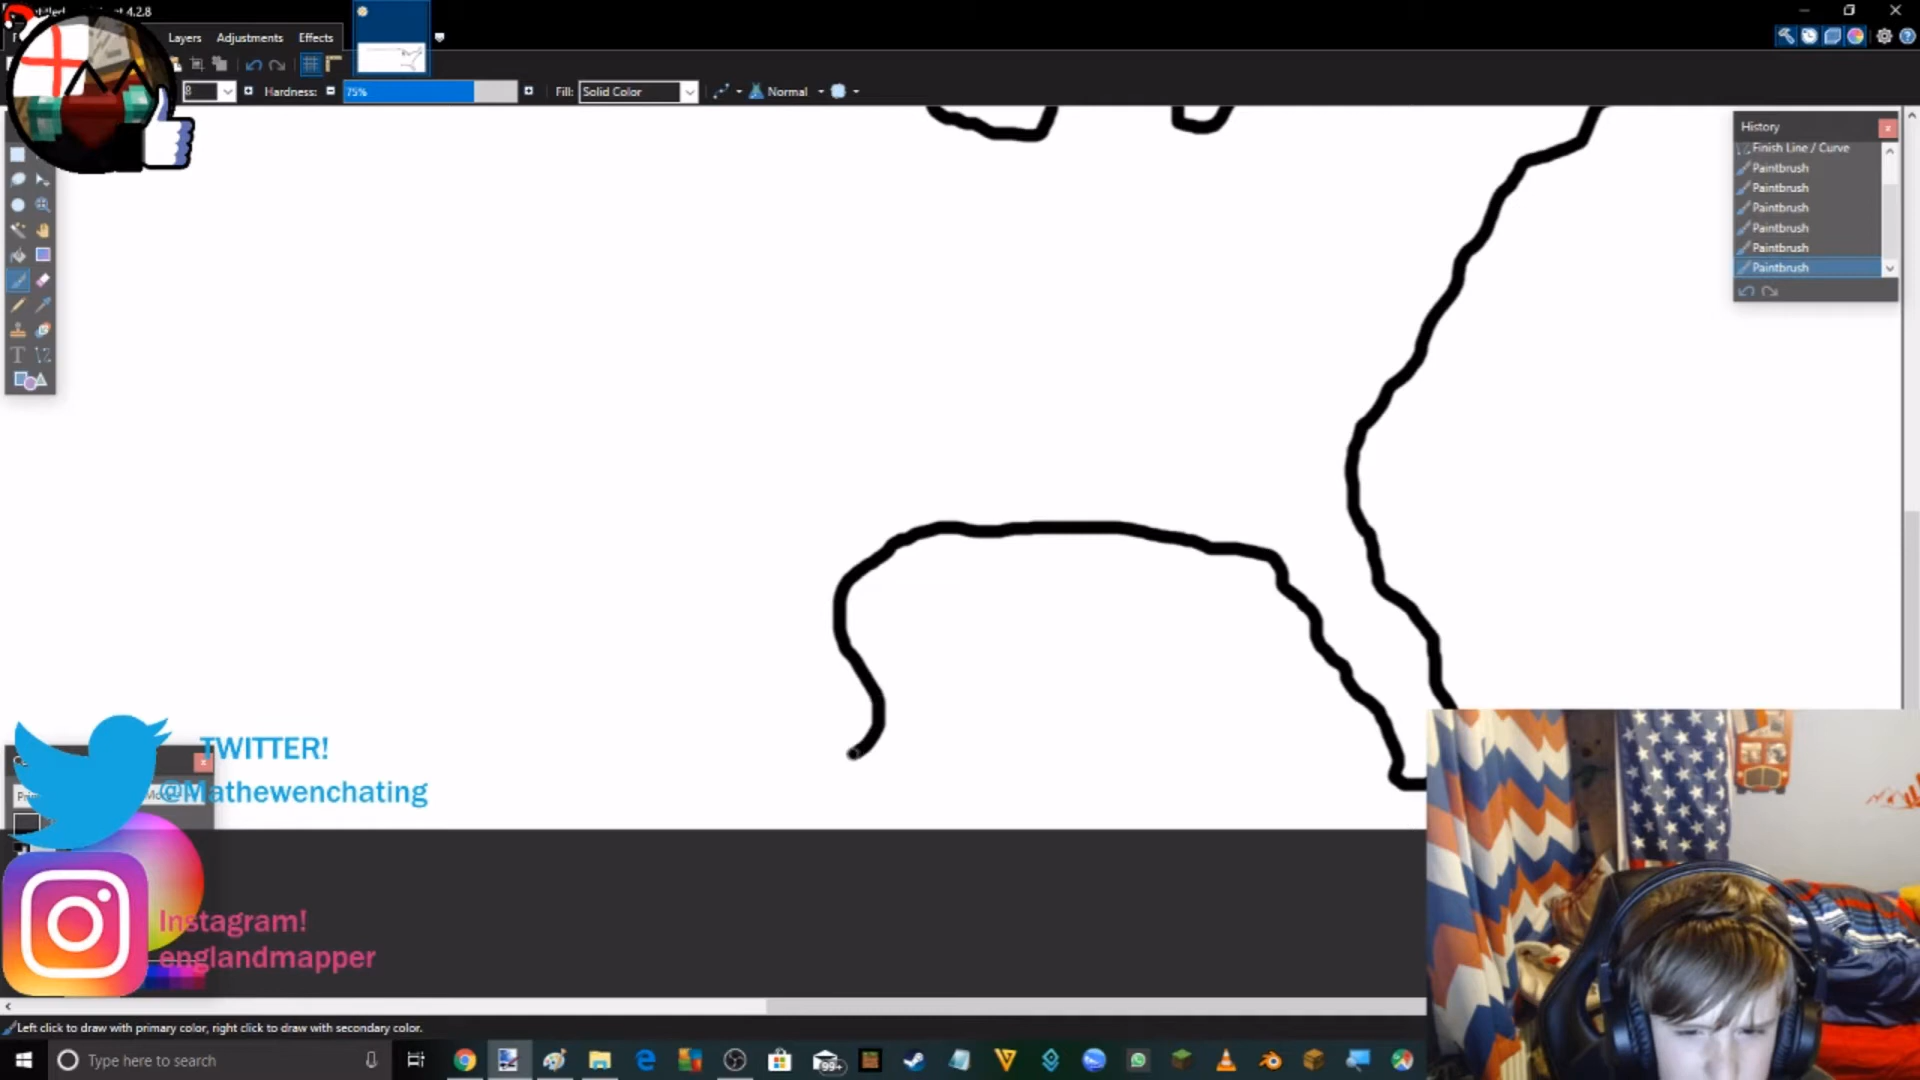 4.2.8
Layers Adjustments Effects
8 Hardness: 75% Fill: Solid Color Normal
History
Finish Line / Curve
Paintbrush
Paintbrush
Paintbrush
Paintbrush
Paintbrush
Paintbrush
T
TWITTER!
@Mathewenchating
Instagram!
englandmapper
Left click to draw with primary color, right click to draw with secondary color.
Type here to search
99+